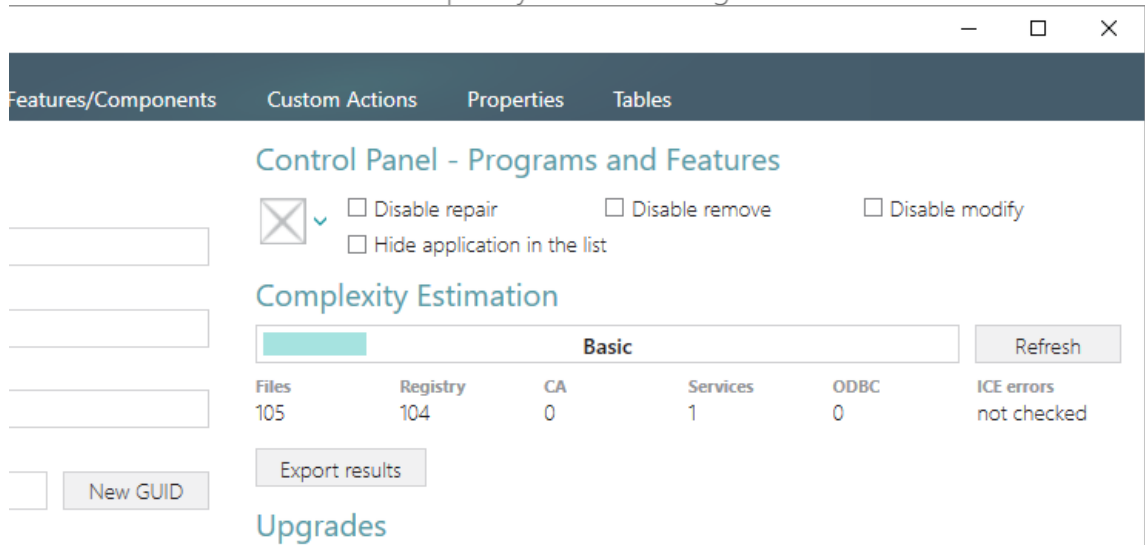 Features/Components Custom Actions Properties Tables
Control Panel - Programs and Features
Disable repair Disable remove Disable modify
Hide application in the list
Complexity Estimation
Basic Refresh
Files Registry CA Services ODBC ICE errors
105 104 0 1 0 not checked
Export results
New GUID
Upgrades